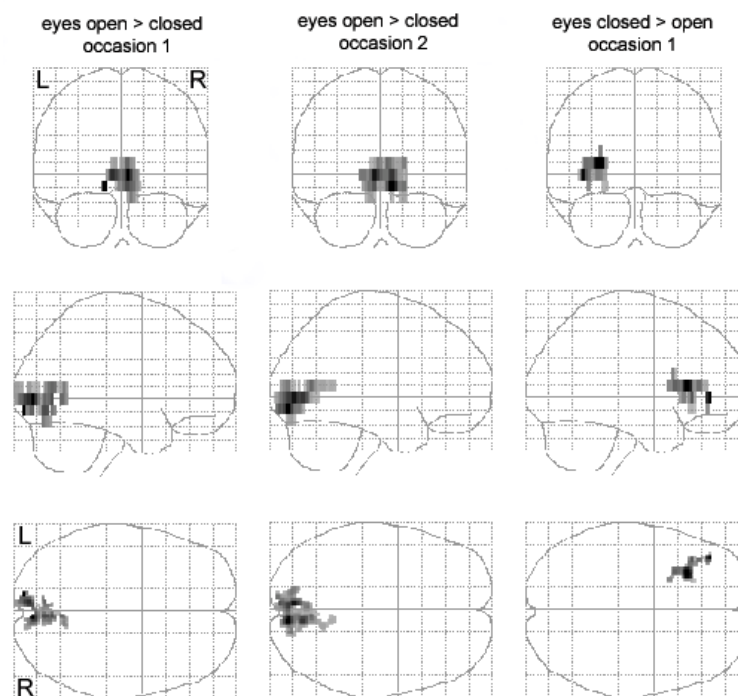 eyes open > closed
occasion 1
eyes open > closed
occasion 2
eyes closed > open
occasion 1
L
R
L
R